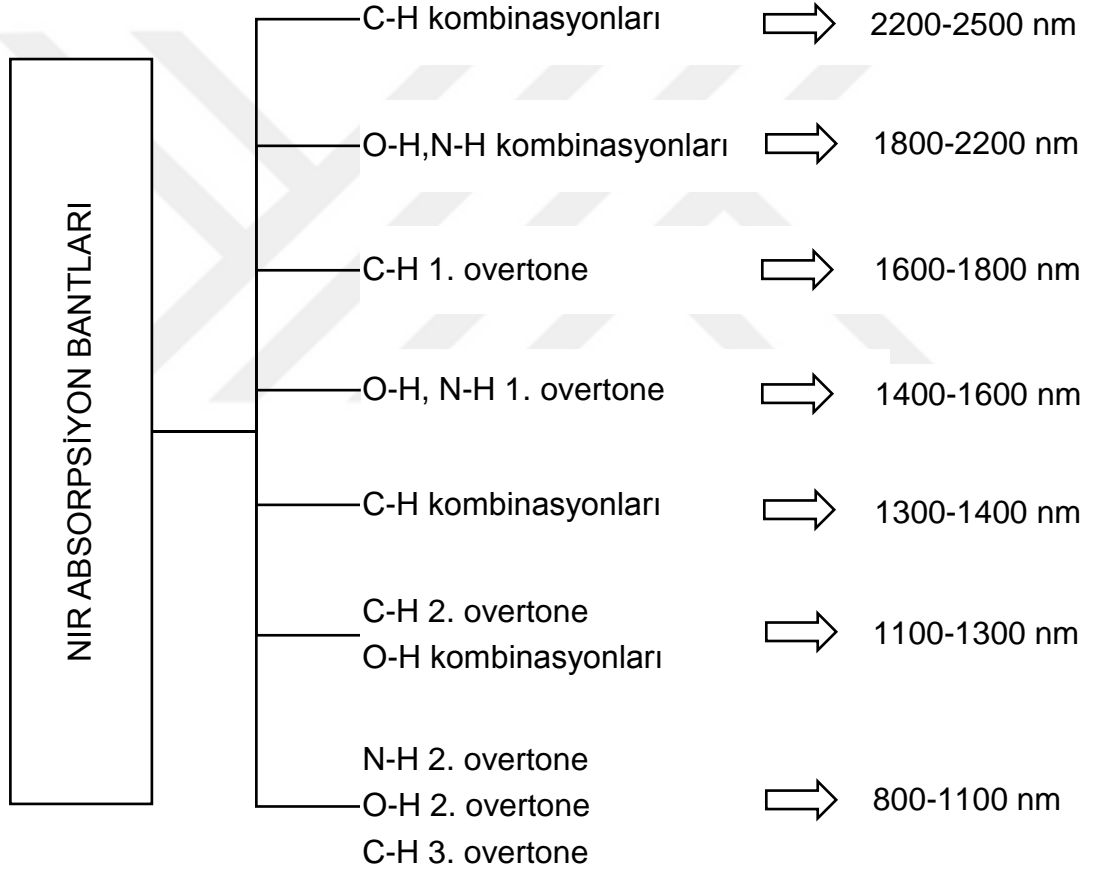 NIR ABSORPSİYON BANTLARI
C-H kombinasyonları 2200-2500 nm
O-H,N-H kombinasyonları 1800-2200 nm
C-H 1. overtone 1600-1800 nm
O-H, N-H 1. overtone 1400-1600 nm
C-H kombinasyonları 1300-1400 nm
C-H 2. overtone
O-H kombinasyonları
1100-1300 nm
N-H 2. overtone
O-H 2. overtone 800-1100 nm
C-H 3. overtone